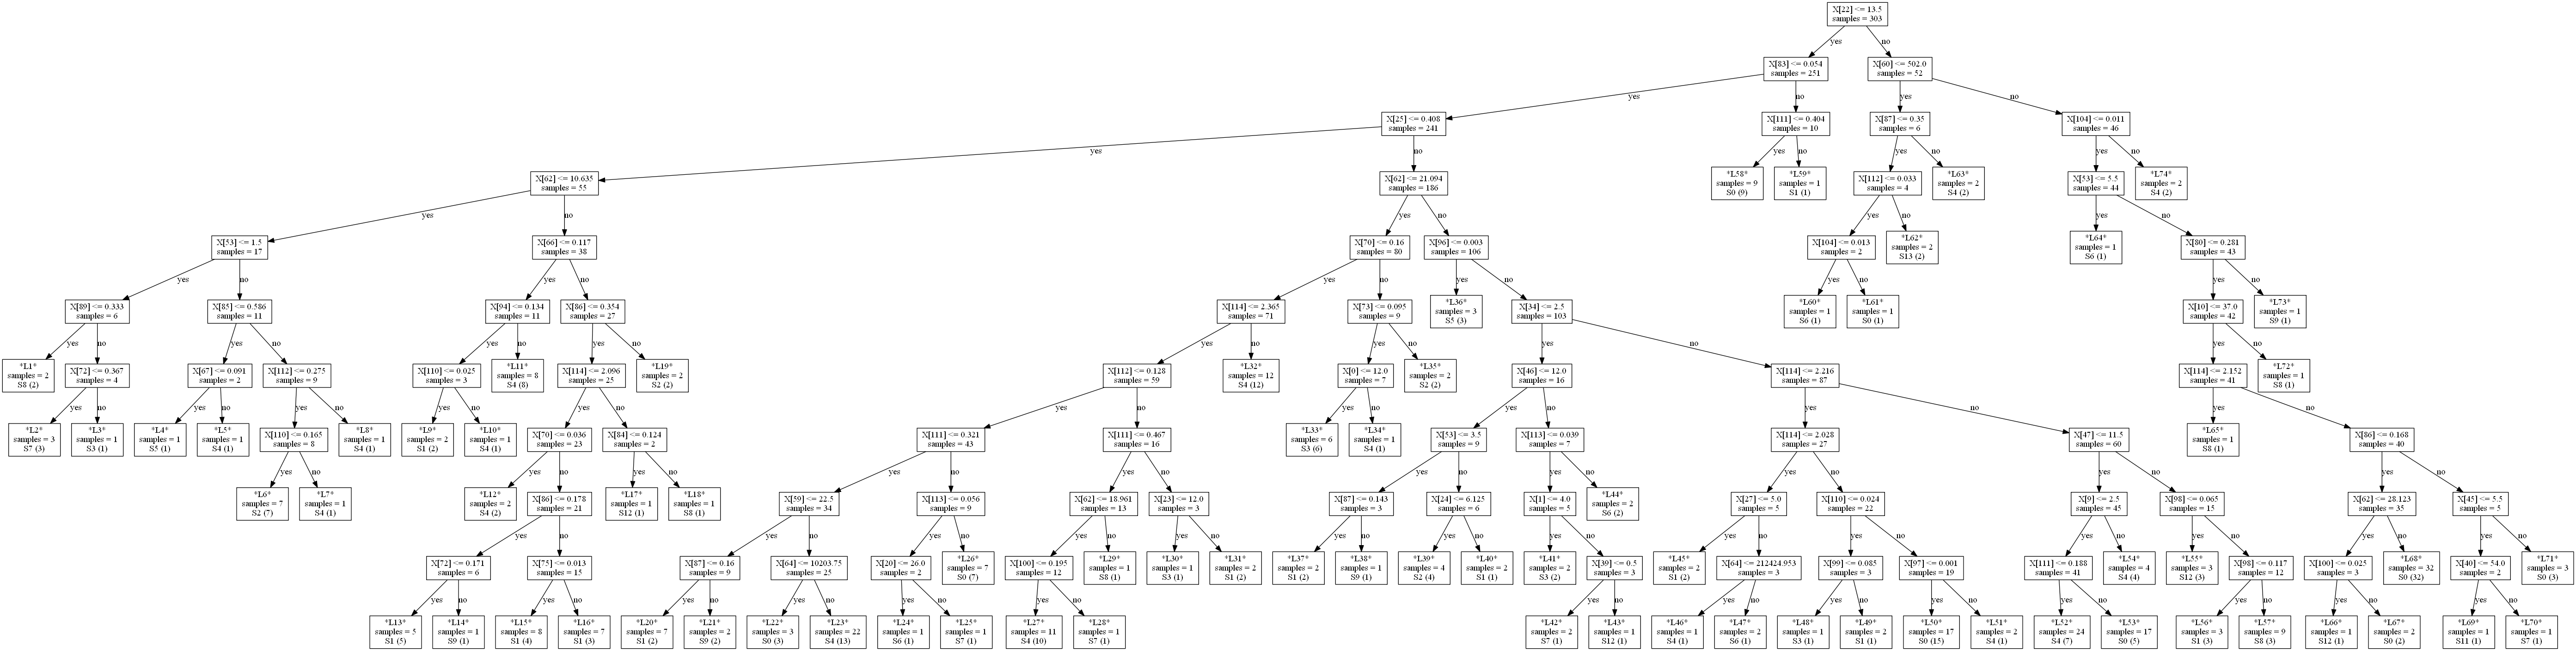 X[22] <= 13.5
samples = 303
yes
no
X[83] <= 0.054
samples = 251
X[60] <= 502.0
samples = 52
yes
no
yes
no
X[25] <= 0.408
samples = 241
X[111] <= 0.404
samples = 10
X[87] <= 0.35
samples = 6
X[104] <= 0.011
samples = 46
yes
no
yes
no
yes
no
yes
no
X[62] <= 10.635
samples = 55
X[62] <= 21.094
samples = 186
*L58*
samples = 9
S0 (9)
*L59*
samples = 1
S1 (1)
X[112] <= 0.033
samples = 4
*L63*
samples = 2
S4 (2)
X[53] <= 5.5
samples = 44
*L74*
samples = 2
S4 (2)
yes
no
yes
no
yes
no
yes
no
X[53] <= 1.5
samples = 17
X[66] <= 0.117
samples = 38
X[70] <= 0.16
samples = 80
X[96] <= 0.003
samples = 106
X[104] <= 0.013
samples = 2
*L62*
samples = 2
S13 (2)
*L64*
samples = 1
S6 (1)
X[80] <= 0.281
samples = 43
yes
no
yes
no
yes
no
yes
no
yes
no
yes
no
X[89] <= 0.333
samples = 6
X[85] <= 0.586
samples = 11
X[94] <= 0.134
samples = 11
X[86] <= 0.354
samples = 27
X[114] <= 2.365
samples = 71
X[73] <= 0.095
samples = 9
*L36*
samples = 3
S5 (3)
X[34] <= 2.5
samples = 103
*L60*
samples = 1
S6 (1)
*L61*
samples = 1
S0 (1)
X[10] <= 37.0
samples = 42
*L73*
samples = 1
S9 (1)
yes
no
yes
no
yes
no
yes
no
yes
no
yes
no
yes
no
yes
no
*L1*
samples = 2
S8 (2)
X[72] <= 0.367
samples = 4
X[67] <= 0.091
samples = 2
X[112] <= 0.275
samples = 9
X[110] <= 0.025
samples = 3
*L11*
samples = 8
S4 (8)
X[114] <= 2.096
samples = 25
*L19*
samples = 2
S2 (2)
X[112] <= 0.128
samples = 59
*L32*
samples = 12
S4 (12)
X[0] <= 12.0
samples = 7
*L35*
samples = 2
S2 (2)
X[46] <= 12.0
samples = 16
X[114] <= 2.216
samples = 87
X[114] <= 2.152
samples = 41
*L72*
samples = 1
S8 (1)
yes
no
yes
no
yes
no
yes
no
yes
no
yes
no
yes
no
yes
no
yes
no
yes
no
*L2*
samples = 3
S7 (3)
*L3*
samples = 1
S3 (1)
*L4*
samples = 1
S5 (1)
*L5*
samples = 1
S4 (1)
X[110] <= 0.165
samples = 8
*L8*
samples = 1
S4 (1)
*L9*
samples = 2
S1 (2)
*L10*
samples = 1
S4 (1)
X[70] <= 0.036
samples = 23
X[84] <= 0.124
samples = 2
X[111] <= 0.321
samples = 43
X[111] <= 0.467
samples = 16
*L33*
samples = 6
S3 (6)
*L34*
samples = 1
S4 (1)
X[53] <= 3.5
samples = 9
X[113] <= 0.039
samples = 7
X[114] <= 2.028
samples = 27
X[47] <= 11.5
samples = 60
*L65*
samples = 1
S8 (1)
X[86] <= 0.168
samples = 40
yes
no
yes
no
yes
no
yes
no
yes
no
yes
no
yes
no
yes
no
yes
no
yes
no
*L6*
samples = 7
S2 (7)
*L7*
samples = 1
S4 (1)
*L12*
samples = 2
S4 (2)
X[86] <= 0.178
samples = 21
*L17*
samples = 1
S12 (1)
*L18*
samples = 1
S8 (1)
X[59] <= 22.5
samples = 34
X[113] <= 0.056
samples = 9
X[62] <= 18.961
samples = 13
X[23] <= 12.0
samples = 3
X[87] <= 0.143
samples = 3
X[24] <= 6.125
samples = 6
X[1] <= 4.0
samples = 5
*L44*
samples = 2
S6 (2)
X[27] <= 5.0
samples = 5
X[110] <= 0.024
samples = 22
X[9] <= 2.5
samples = 45
X[98] <= 0.065
samples = 15
X[62] <= 28.123
samples = 35
X[45] <= 5.5
samples = 5
yes
no
yes
no
yes
no
yes
no
yes
no
yes
no
yes
no
yes
no
yes
no
yes
no
yes
no
yes
no
yes
no
yes
no
X[72] <= 0.171
samples = 6
X[75] <= 0.013
samples = 15
X[87] <= 0.16
samples = 9
X[64] <= 10203.75
samples = 25
X[20] <= 26.0
samples = 2
*L26*
samples = 7
S0 (7)
X[100] <= 0.195
samples = 12
*L29*
samples = 1
S8 (1)
*L30*
samples = 1
S3 (1)
*L31*
samples = 2
S1 (2)
*L37*
samples = 2
S1 (2)
*L38*
samples = 1
S9 (1)
*L39*
samples = 4
S2 (4)
*L40*
samples = 2
S1 (2)
*L41*
samples = 2
S3 (2)
X[39] <= 0.5
samples = 3
*L45*
samples = 2
S1 (2)
X[64] <= 212424.953
samples = 3
X[99] <= 0.085
samples = 3
X[97] <= 0.001
samples = 19
X[111] <= 0.188
samples = 41
*L54*
samples = 4
S4 (4)
*L55*
samples = 3
S12 (3)
X[98] <= 0.117
samples = 12
X[100] <= 0.025
samples = 3
*L68*
samples = 32
S0 (32)
X[40] <= 54.0
samples = 2
*L71*
samples = 3
S0 (3)
yes
no
yes
no
yes
no
yes
no
yes
no
yes
no
yes
no
yes
no
yes
no
yes
no
yes
no
yes
no
yes
no
yes
no
*L13*
samples = 5
S1 (5)
*L14*
samples = 1
S9 (1)
*L15*
samples = 8
S1 (4)
*L16*
samples = 7
S1 (3)
*L20*
samples = 7
S1 (2)
*L21*
samples = 2
S9 (2)
*L22*
samples = 3
S0 (3)
*L23*
samples = 22
S4 (13)
*L24*
samples = 1
S6 (1)
*L25*
samples = 1
S7 (1)
*L27*
samples = 11
S4 (10)
*L28*
samples = 1
S7 (1)
*L42*
samples = 2
S7 (1)
*L43*
samples = 1
S12 (1)
*L46*
samples = 1
S4 (1)
*L47*
samples = 2
S6 (1)
*L48*
samples = 1
S3 (1)
*L49*
samples = 2
S1 (1)
*L50*
samples = 17
S0 (15)
*L51*
samples = 2
S4 (1)
*L52*
samples = 24
S4 (7)
*L53*
samples = 17
S0 (5)
*L56*
samples = 3
S1 (3)
*L57*
samples = 9
S8 (3)
*L66*
samples = 1
S12 (1)
*L67*
samples = 2
S0 (2)
*L69*
samples = 1
S11 (1)
*L70*
samples = 1
S7 (1)